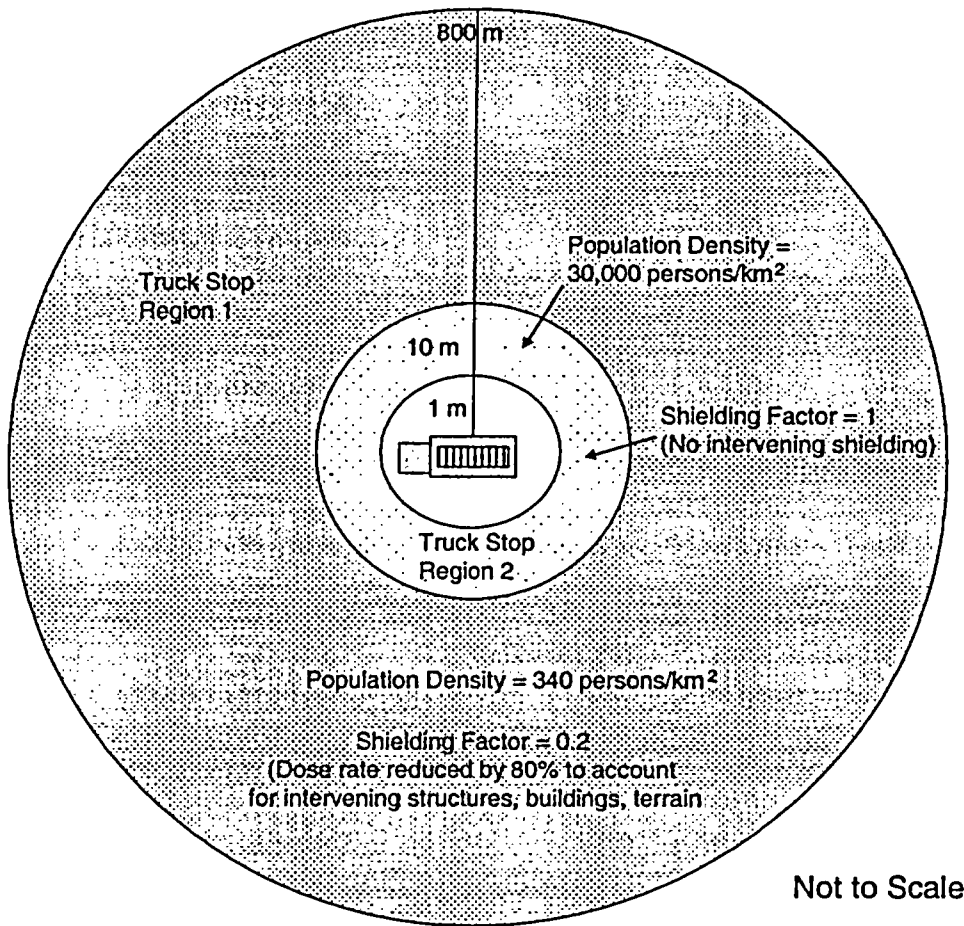 800 m
Population Density =
30,000 persons/km²
Truck Stop
Region 1
10 m
1 m
Shielding Factor = 1
(No intervening shielding)
Truck Stop
Region 2
Population Density = 340 persons/km²
Shielding Factor = 0.2
(Dose rate reduced by 80% to account
for intervening structures, buildings, terrain
Not to Scale